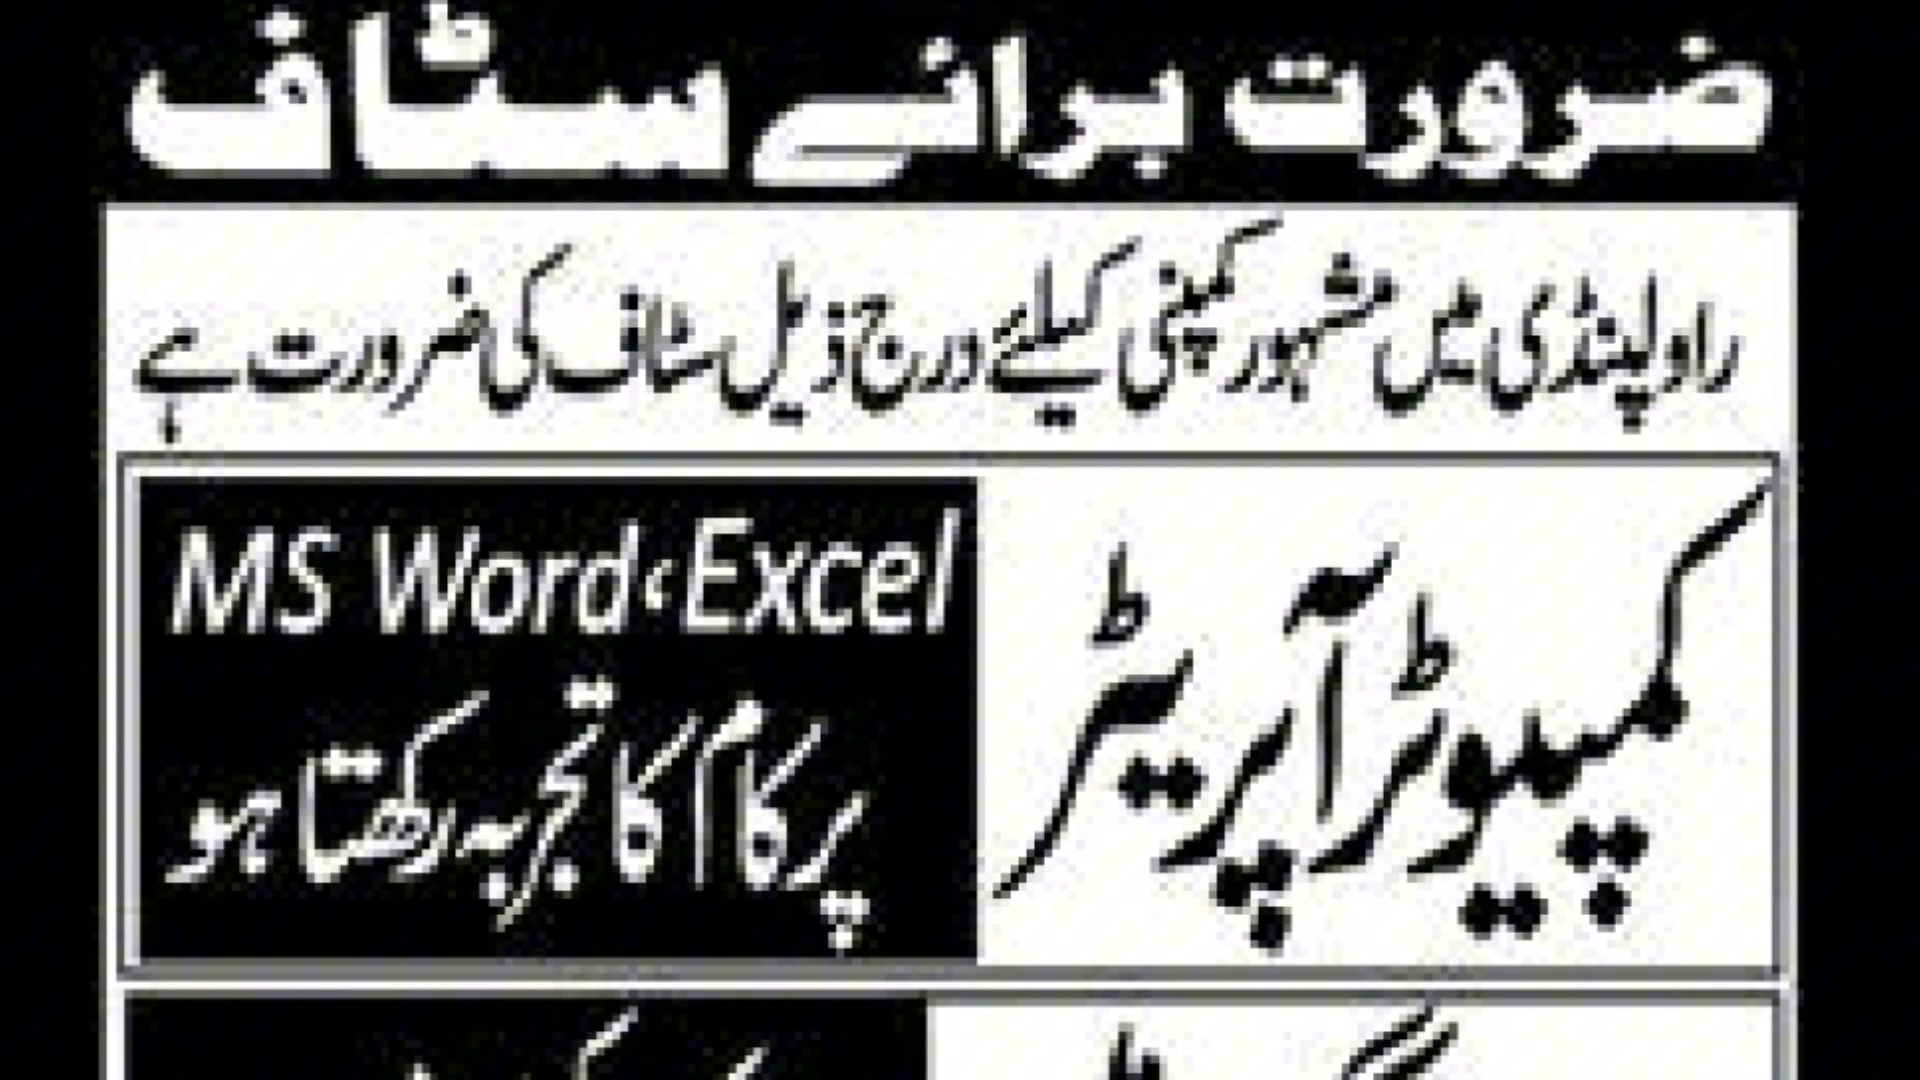 ضرورت برائے سٹاف
راولپنڈی میں مشہور کمپنی کیلئے درج ذیل سٹاف کی ضرورت ہے
کمپیوٹر آپریٹر
MS Word، Excel
پر کام کا تجربہ رکھتا ہو